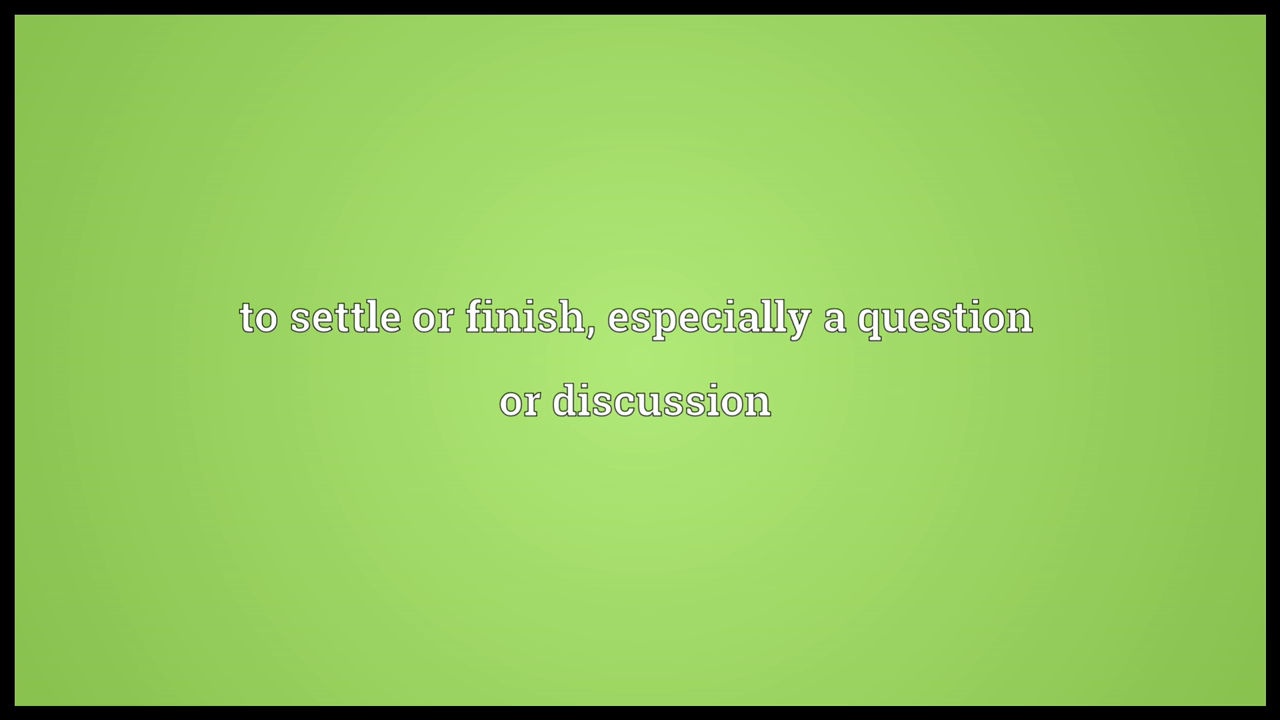 to settle or finish, especially a question
or discussion